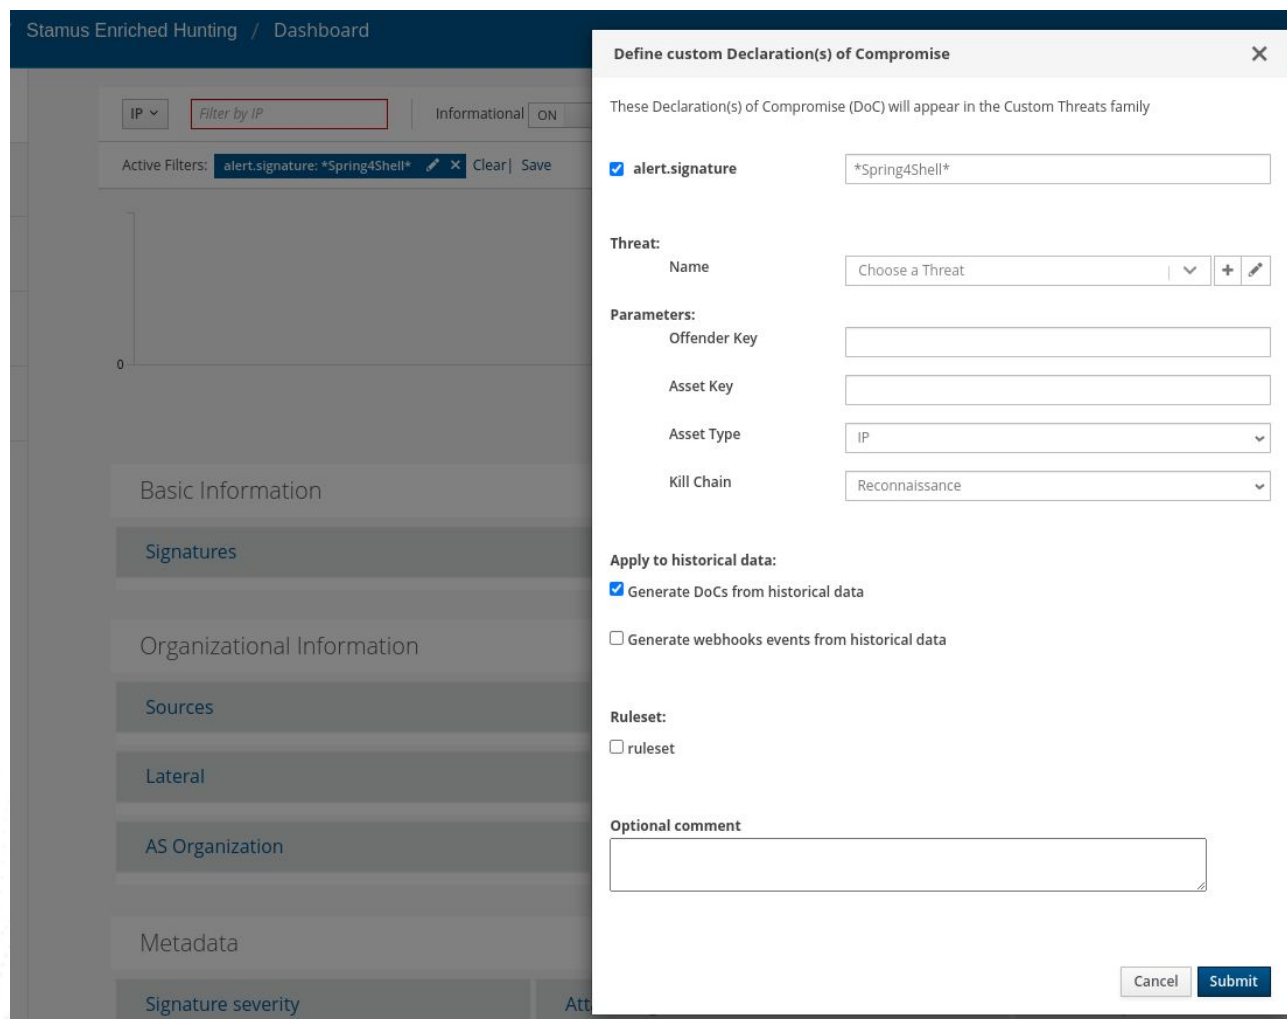 Stamus Enriched Hunting / Dashboard
IP
Filter by IP
Informational ON
Active Filters: alert.signature: *Spring4Shell* Clear| Save
0
Basic Information
Signatures
Organizational Information
Sources
Lateral
AS Organization
Metadata
Signature severity
Define custom Declaration(s) of Compromise
These Declaration(s) of Compromise (DoC) will appear in the Custom Threats family
alert.signature *Spring4Shell*
Threat:
Name Choose a Threat
Parameters:
Offender Key
Asset Key
Asset Type IP
Kill Chain Reconnaissance
Apply to historical data:
Generate DoCs from historical data
Generate webhooks events from historical data
Ruleset:
ruleset
Optional comment
Cancel Submit